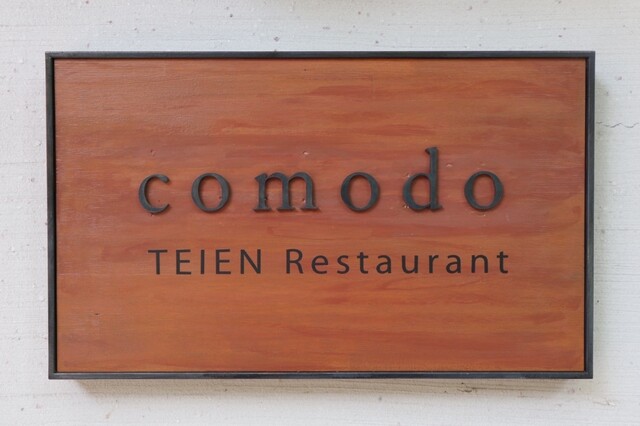 comodo
TEIEN Restaurant